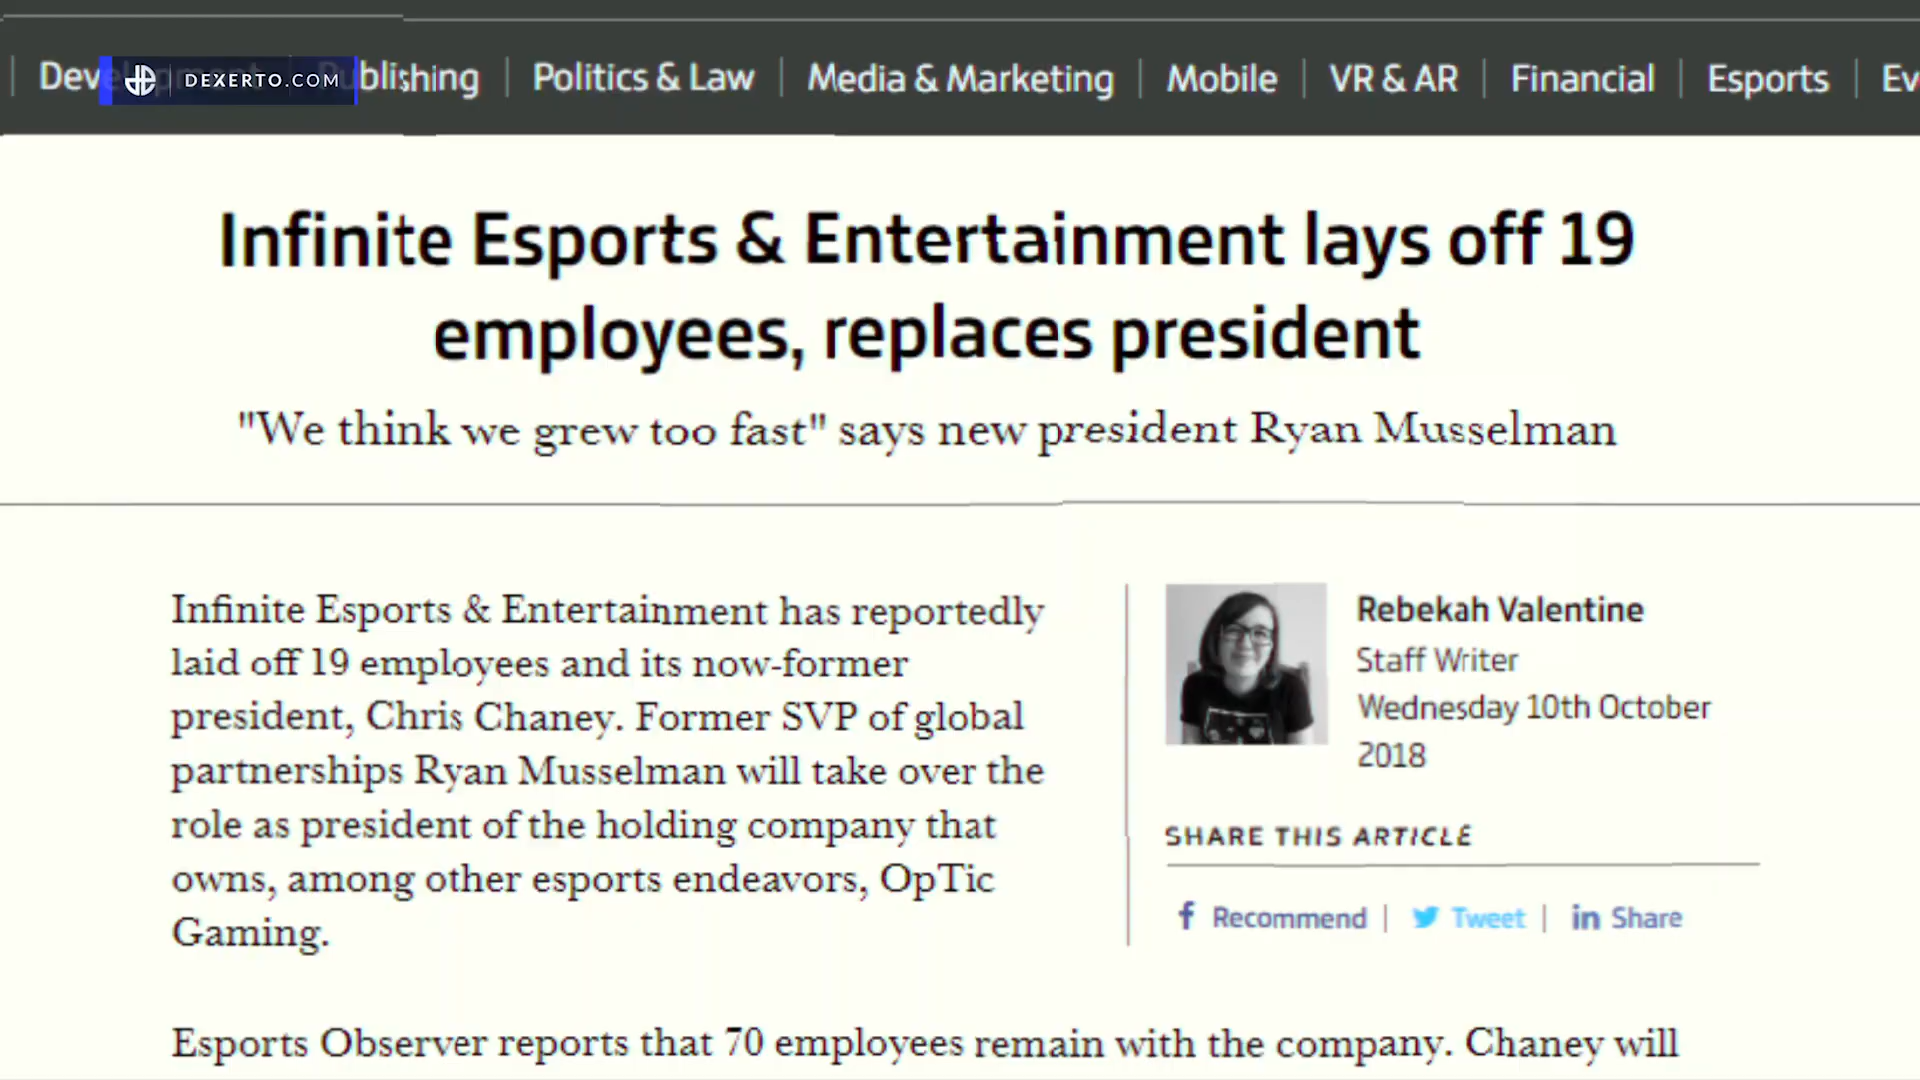 Dev
DEXERTO.COM
blishing
Politics & Law
Media & Marketing
Mobile
VR & AR
Financial
Esports
Ev
Infinite Esports & Entertainment lays off 19
employees, replaces president
"We think we grew too fast" says new president Ryan Musselman
Infinite Esports & Entertainment has reportedly
laid off 19 employees and its now-former
president, Chris Chaney. Former SVP of global
partnerships Ryan Musselman will take over the
role as president of the holding company that
owns, among other esports endeavors, OpTic
Gaming.
Rebekah Valentine
Staff Writer
Wednesday 10th October
2018
SHARE THIS ARTICLE
Recommend
Tweet
in Share
Esports Observer reports that 70 employees remain with the company. Chaney will